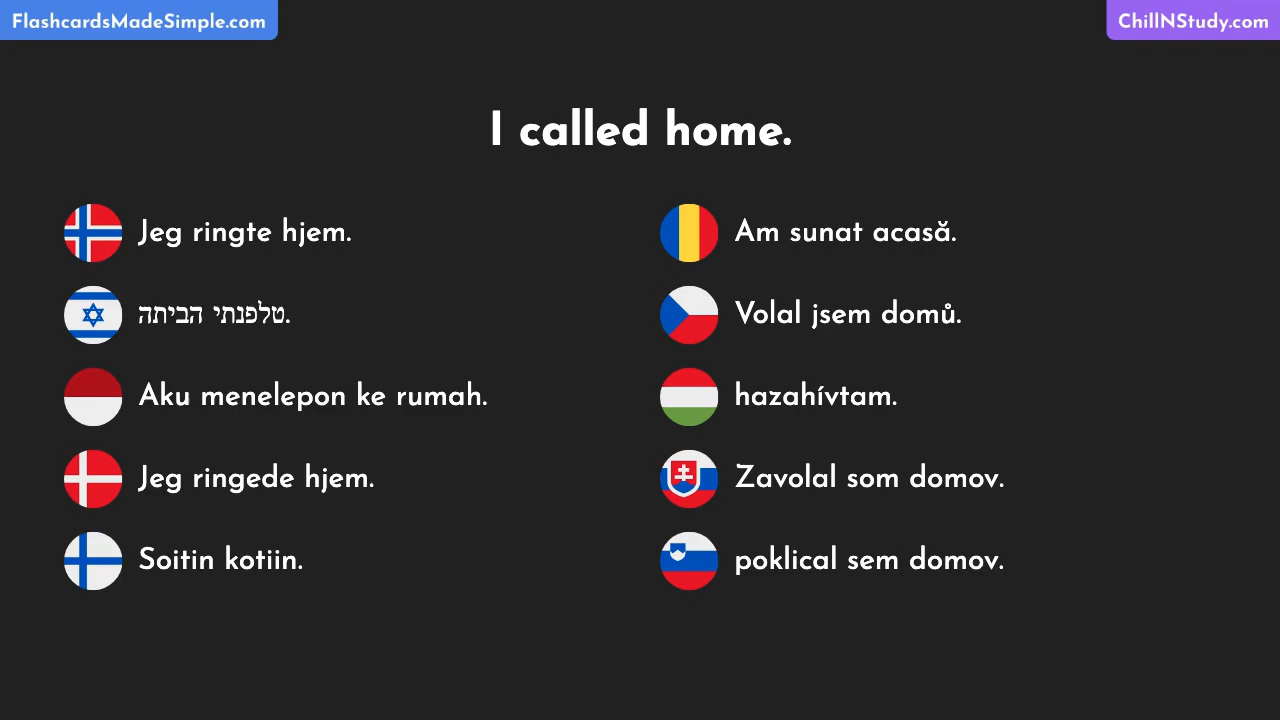 FlashcardsMadeSimple.com
ChillNStudy.com
I called home.
Jeg ringte hjem.
טלפנתי הביתה.
Aku menelepon ke rumah.
Jeg ringede hjem.
Soitin kotiin.
Am sunat acasă.
Volal jsem domů.
hazahívtam.
Zavolal som domov.
poklical sem domov.